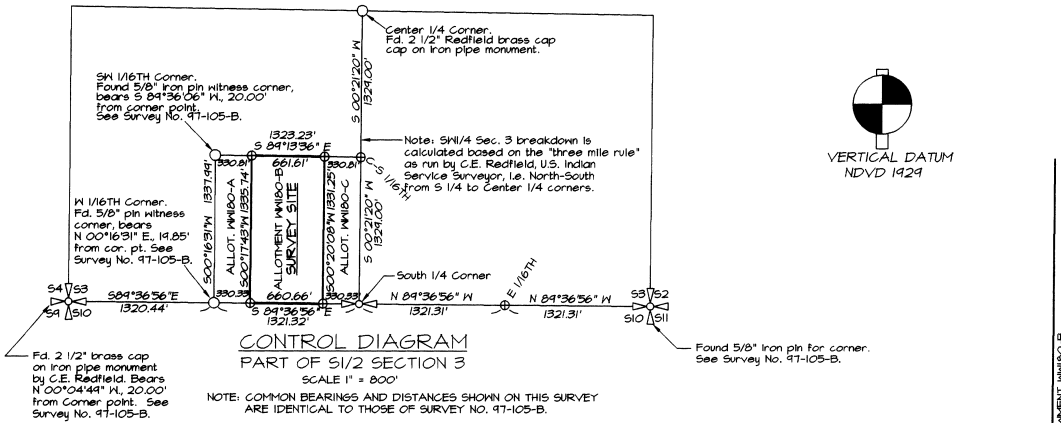 Center 1/4 Corner.
Fd. 2 1/2" Redfield brass cap
cap on iron pipe monument.
S 00°21'20" W
1329.00'
SW 1/16TH Corner.
Found 5/8" iron pin witness corner,
bears S 89°36'06" W., 20.00'
from corner point.
See Survey No. 97-105-B.
1323.23'
S 89°13'36" E
330.81'
661.61'
330.81'
C-S 1/16TH
Note: SW1/4 Sec. 3 breakdown is
calculated based on the "three mile rule"
as run by C.E. Redfield, U.S. Indian
Service Surveyor, i.e. North-South
from S 1/4 to Center 1/4 corners.
VERTICAL DATUM
NDVD 1929
W 1/16TH Corner.
Fd. 5/8" pin witness
corner, bears
N 00°16'31" E., 19.85'
from cor. pt. See
Survey No. 97-105-B.
S00°16'31"W 1337.99'
ALLOT. WW180-A
S00°17'43"W 1335.74'
ALLOTMENT WW180-B
SURVEY SITE
S00°20'08"W 1331.25'
ALLOT. WW180-C
S 00°21'20" W
1329.00'
South 1/4 Corner
E 1/16TH
S4 S3
S9 S10
S89°36'56"E
1320.44'
330.33'
660.66'
330.33'
S 89°36'56" E
1321.32'
N 89°36'56" W
1321.31'
N 89°36'56" W
1321.31'
S3 S2
S10 S11
Fd. 2 1/2" brass cap
on iron pipe monument
by C.E. Redfield. Bears
N 00°04'49" W., 20.00'
from Corner point. See
Survey No. 97-105-B.
Found 5/8" iron pin for corner.
See Survey No. 97-105-B.
CONTROL DIAGRAM
PART OF S1/2 SECTION 3
SCALE 1" = 800'
NOTE: COMMON BEARINGS AND DISTANCES SHOWN ON THIS SURVEY
ARE IDENTICAL TO THOSE OF SURVEY NO. 97-105-B.